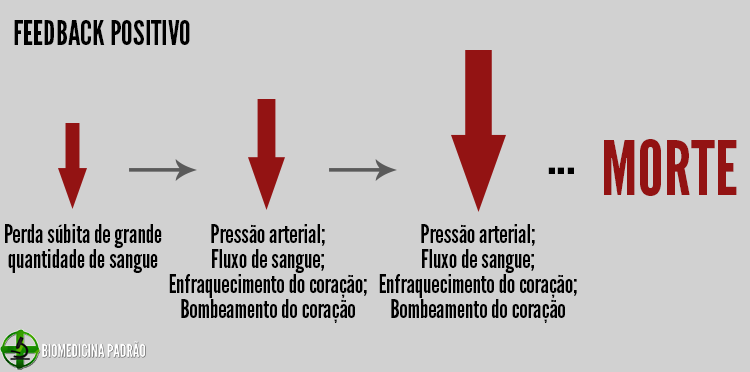 FEEDBACK POSITIVO
Perda súbita de grande
quantidade de sangue
Pressão arterial;
Fluxo de sangue;
Enfraquecimento do coração;
Bombeamento do coração
Pressão arterial;
Fluxo de sangue;
Enfraquecimento do coração;
Bombeamento do coração
... MORTE
BIOMEDICINA PADRÃO